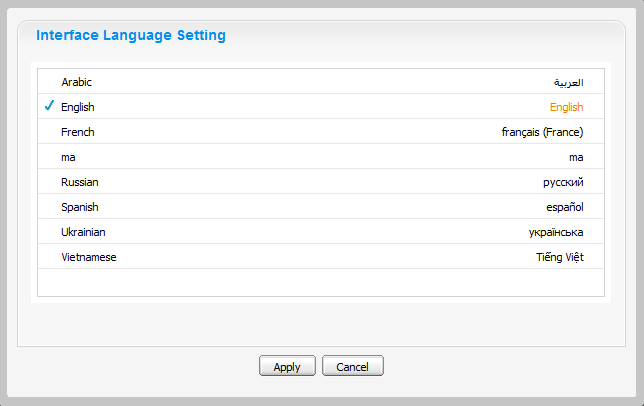 Interface Language Setting
Arabic العربية
English English
French français (France)
ma ma
Russian русский
Spanish español
Ukrainian українська
Vietnamese Tiếng Việt
Apply Cancel